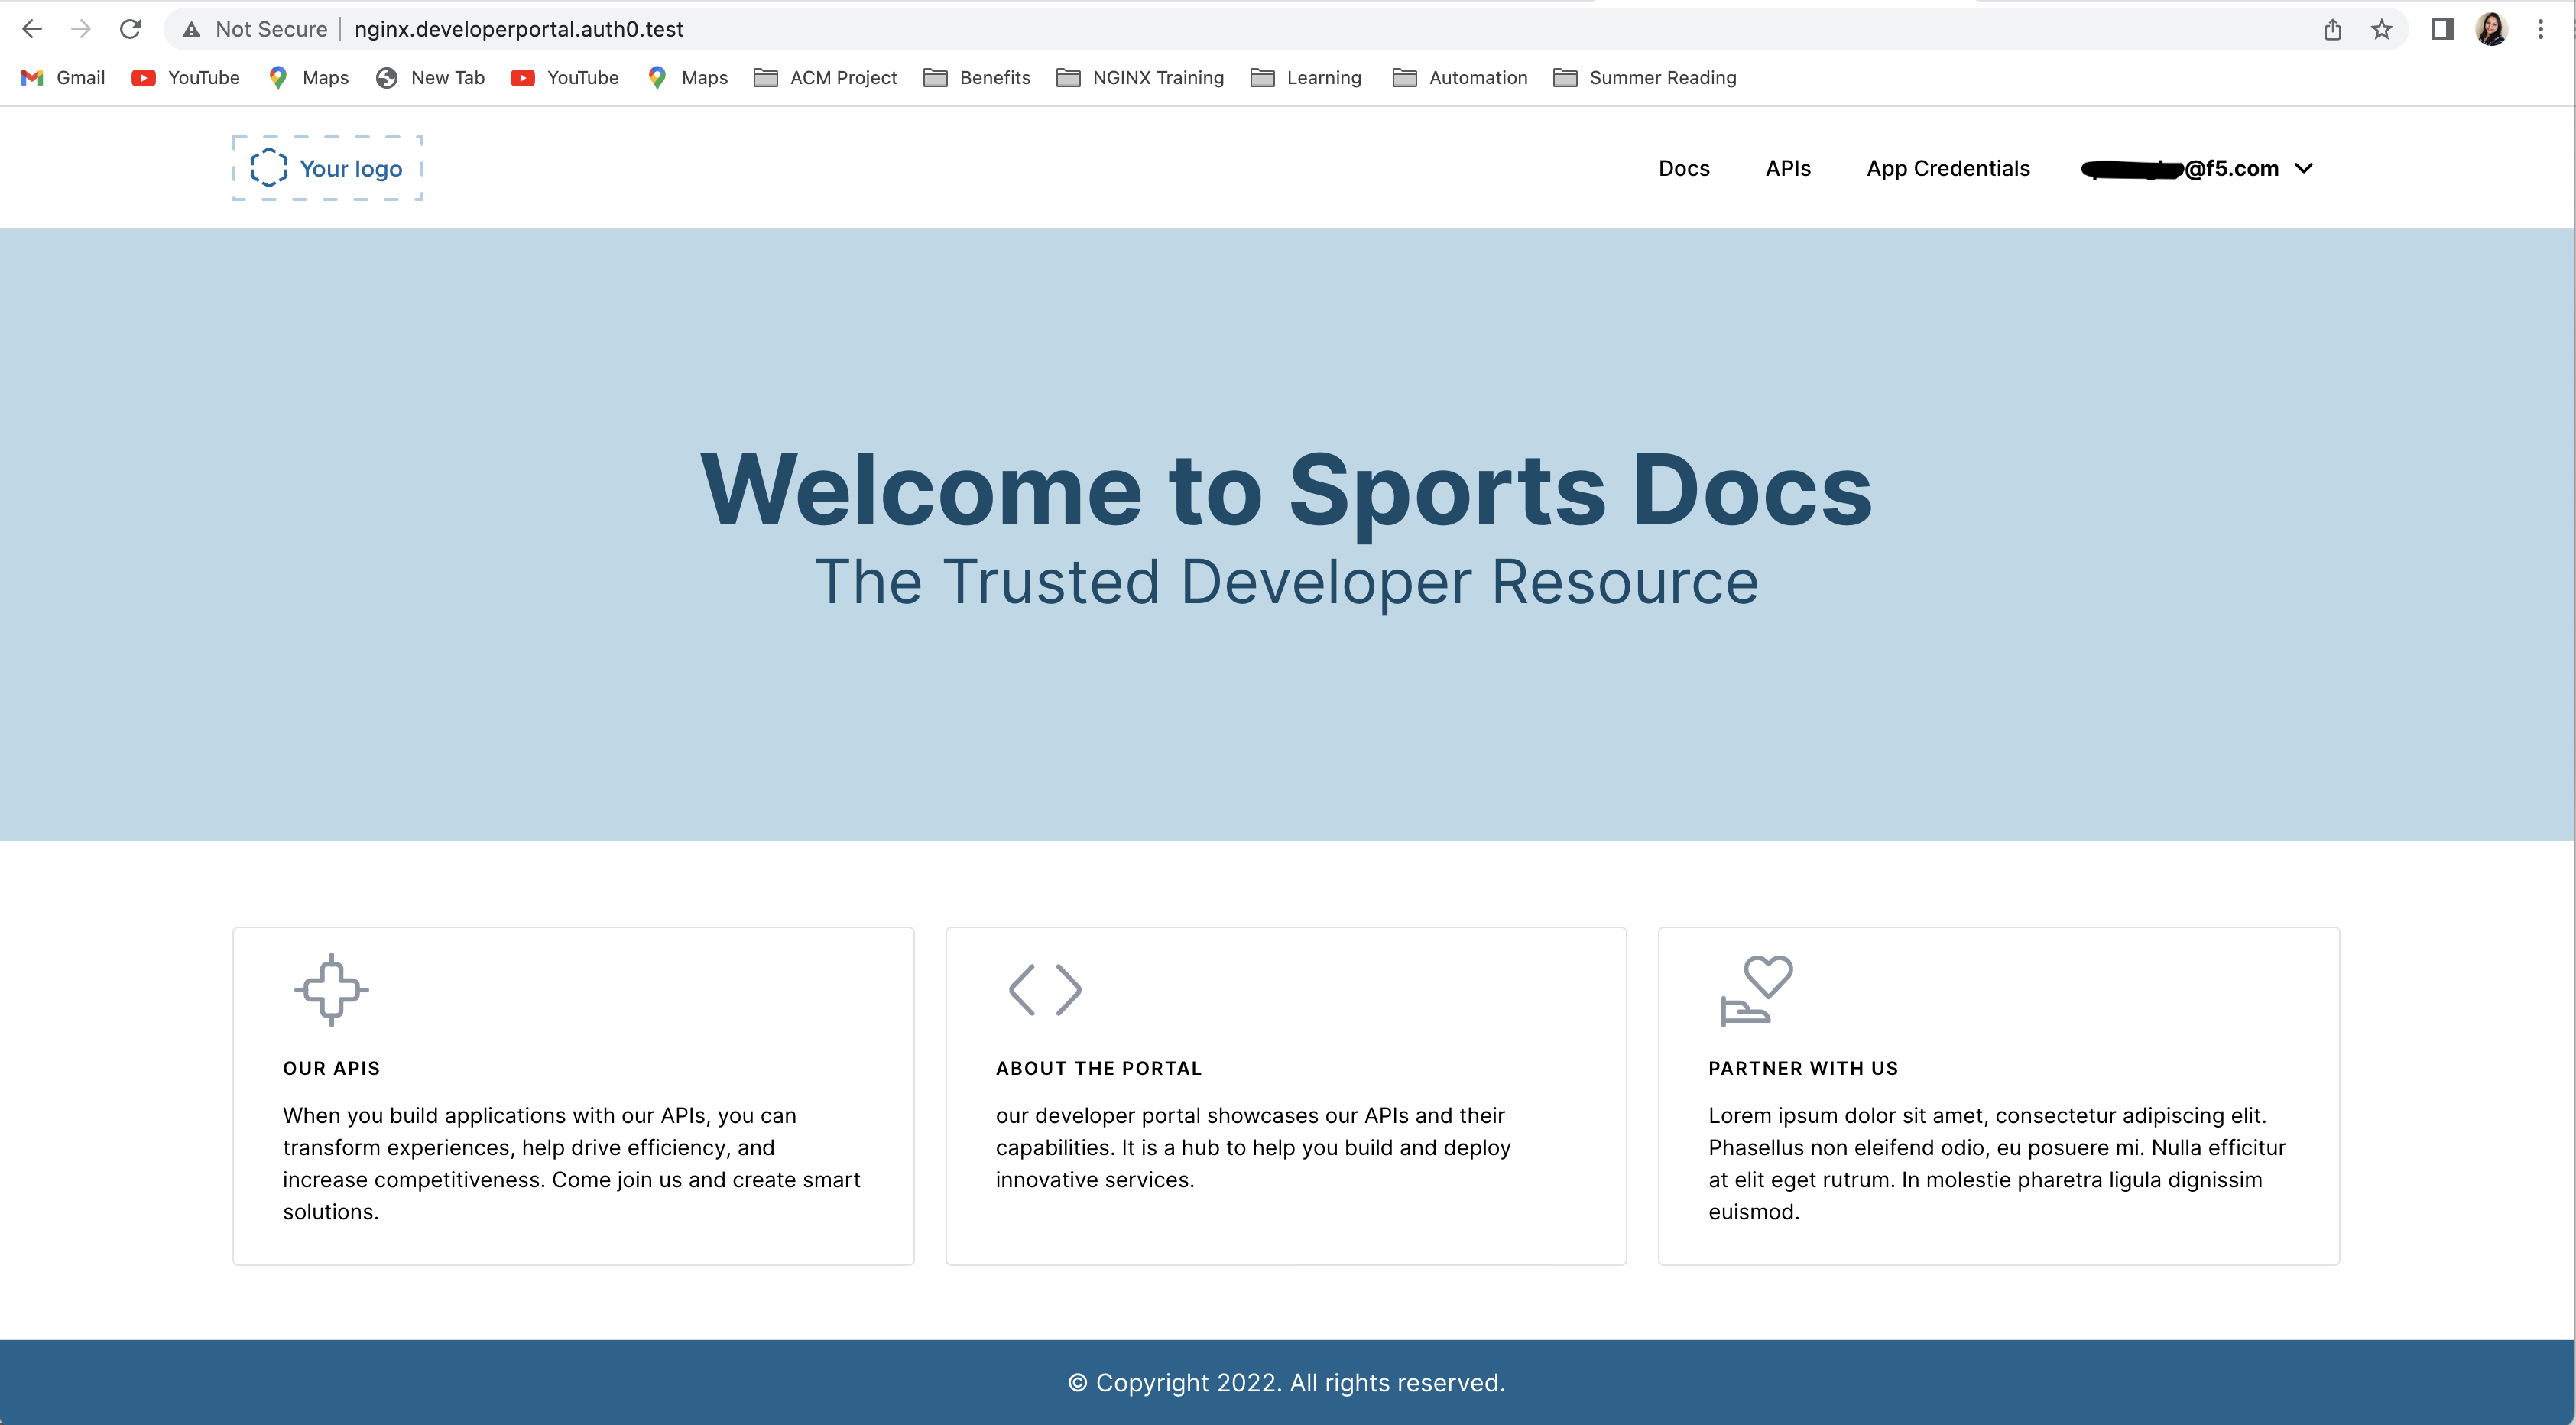 Not Secure nginx.developerportal.auth0.test
Gmail YouTube Maps New Tab YouTube Maps ACM Project Benefits NGINX Training Learning Automation Summer Reading
Your logo Docs APIs App Credentials @f5.com
Welcome to Sports Docs
The Trusted Developer Resource
OUR APIS
When you build applications with our APIs, you can
transform experiences, help drive efficiency, and
increase competitiveness. Come join us and create smart
solutions.
ABOUT THE PORTAL
our developer portal showcases our APIs and their
capabilities. It is a hub to help you build and deploy
innovative services.
PARTNER WITH US
Lorem ipsum dolor sit amet, consectetur adipiscing elit.
Phasellus non eleifend odio, eu posuere mi. Nulla efficitur
at elit eget rutrum. In molestie pharetra ligula dignissim
euismod.
© Copyright 2022. All rights reserved.